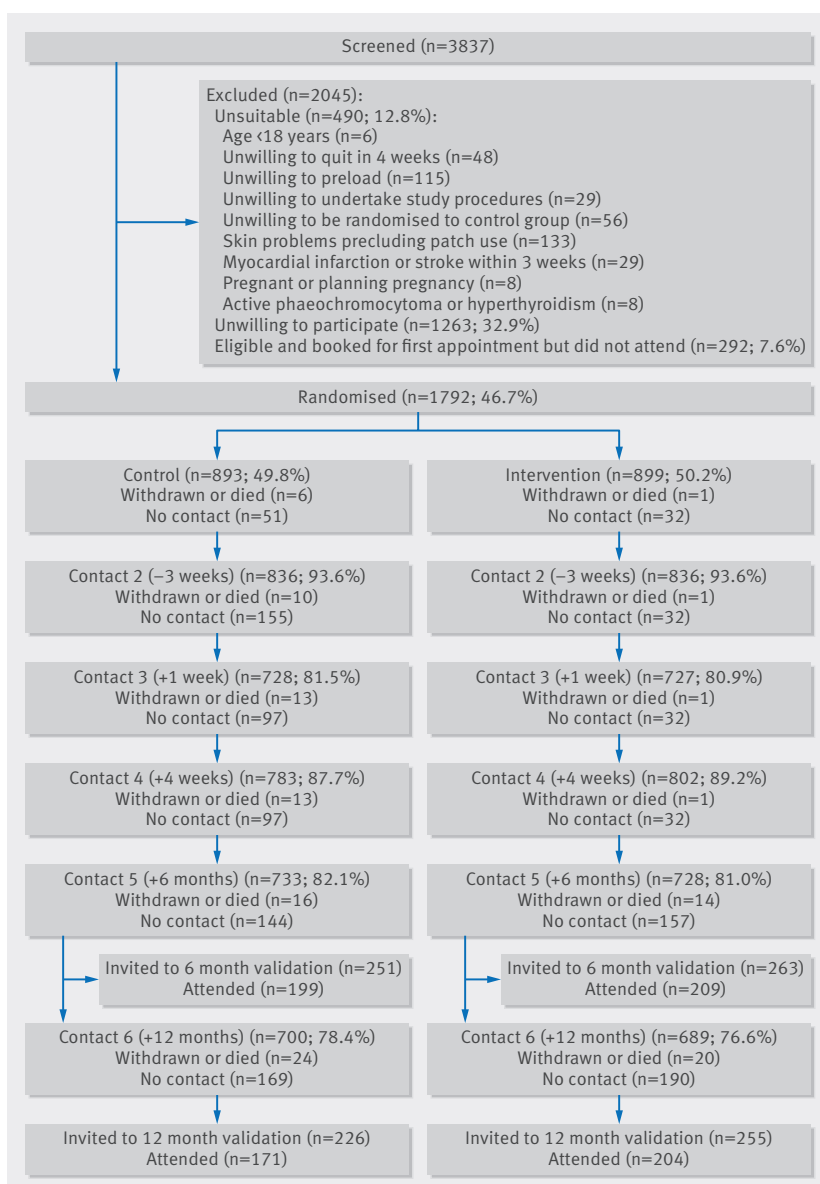 Screened (n=3837)
Excluded (n=2045):
Unsuitable (n=490; 12.8%):
Age <18 years (n=6)
Unwilling to quit in 4 weeks (n=48)
Unwilling to preload (n=115)
Unwilling to undertake study procedures (n=29)
Unwilling to be randomised to control group (n=56)
Skin problems precluding patch use (n=133)
Myocardial infarction or stroke within 3 weeks (n=29)
Pregnant or planning pregnancy (n=8)
Active phaeochromocytoma or hyperthyroidism (n=8)
Unwilling to participate (n=1263; 32.9%)
Eligible and booked for first appointment but did not attend (n=292; 7.6%)
Randomised (n=1792; 46.7%)
Control (n=893; 49.8%)
Withdrawn or died (n=6)
No contact (n=51)
Intervention (n=899; 50.2%)
Withdrawn or died (n=1)
No contact (n=32)
Contact 2 (−3 weeks) (n=836; 93.6%)
Withdrawn or died (n=10)
No contact (n=155)
Contact 2 (−3 weeks) (n=836; 93.6%)
Withdrawn or died (n=1)
No contact (n=32)
Contact 3 (+1 week) (n=728; 81.5%)
Withdrawn or died (n=13)
No contact (n=97)
Contact 3 (+1 week) (n=727; 80.9%)
Withdrawn or died (n=1)
No contact (n=32)
Contact 4 (+4 weeks) (n=783; 87.7%)
Withdrawn or died (n=13)
No contact (n=97)
Contact 4 (+4 weeks) (n=802; 89.2%)
Withdrawn or died (n=1)
No contact (n=32)
Contact 5 (+6 months) (n=733; 82.1%)
Withdrawn or died (n=16)
No contact (n=144)
Contact 5 (+6 months) (n=728; 81.0%)
Withdrawn or died (n=14)
No contact (n=157)
Invited to 6 month validation (n=251)
Attended (n=199)
Invited to 6 month validation (n=263)
Attended (n=209)
Contact 6 (+12 months) (n=700; 78.4%)
Withdrawn or died (n=24)
No contact (n=169)
Contact 6 (+12 months) (n=689; 76.6%)
Withdrawn or died (n=20)
No contact (n=190)
Invited to 12 month validation (n=226)
Attended (n=171)
Invited to 12 month validation (n=255)
Attended (n=204)